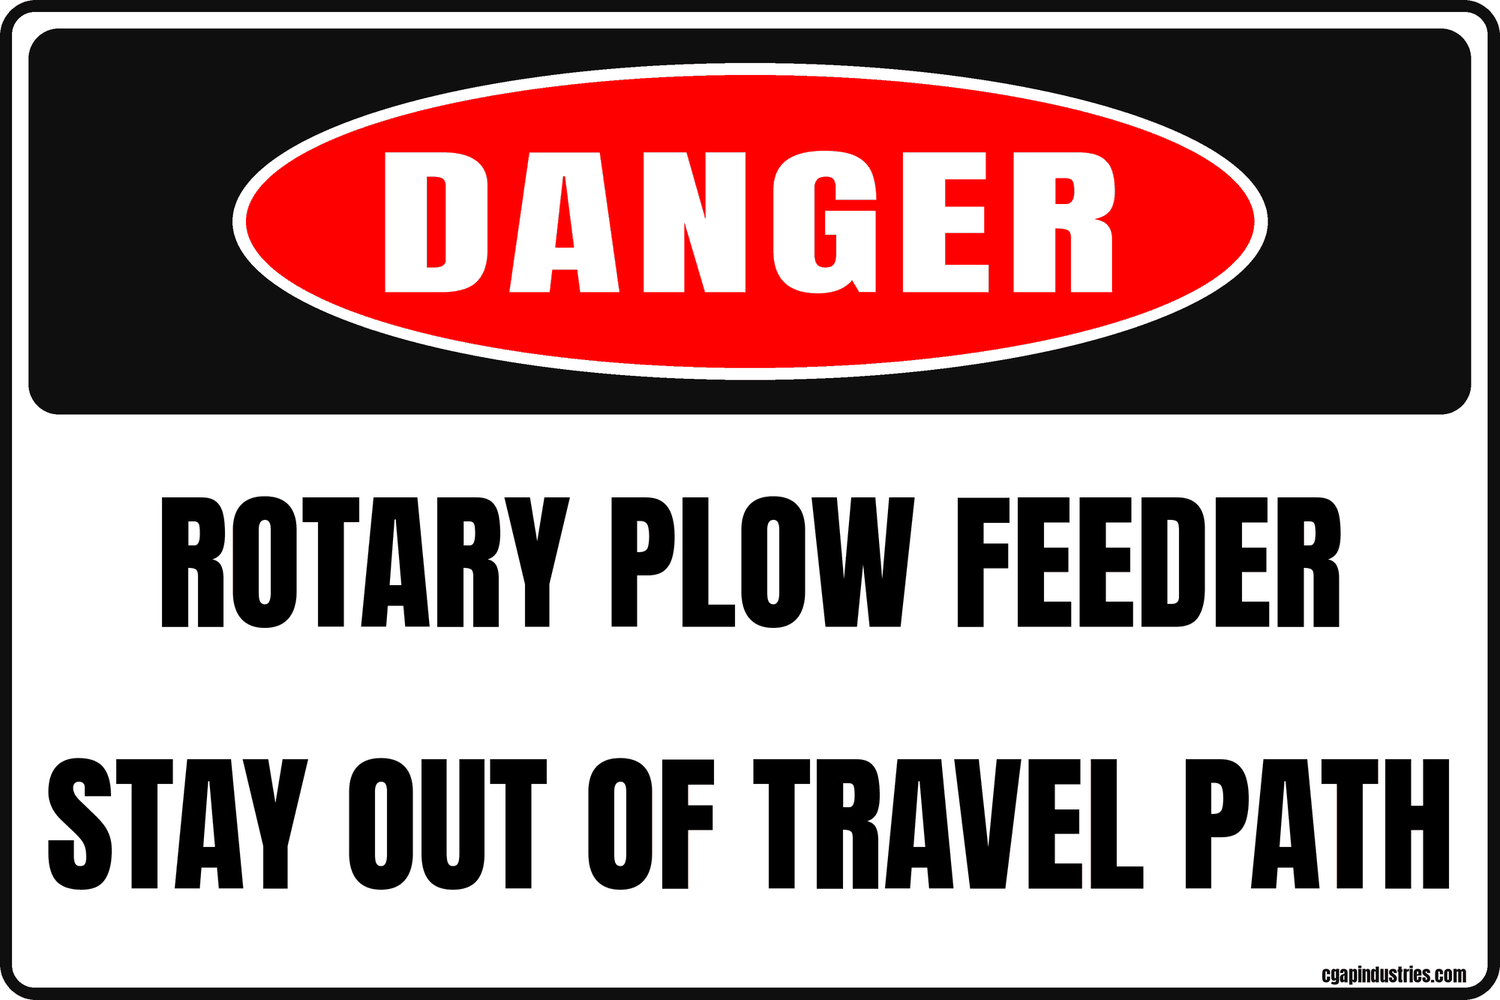 DANGER
ROTARY PLOW FEEDER
STAY OUT OF TRAVEL PATH
cgapindustries.com